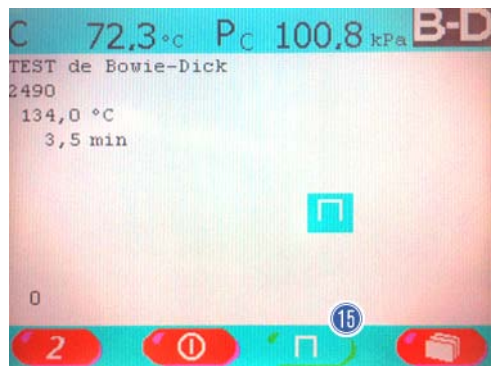 C 72,3 °C PC 100,8 kPa B-D
TEST de Bowie-Dick
2490
134,0 °C
3,5 min
0
15
2